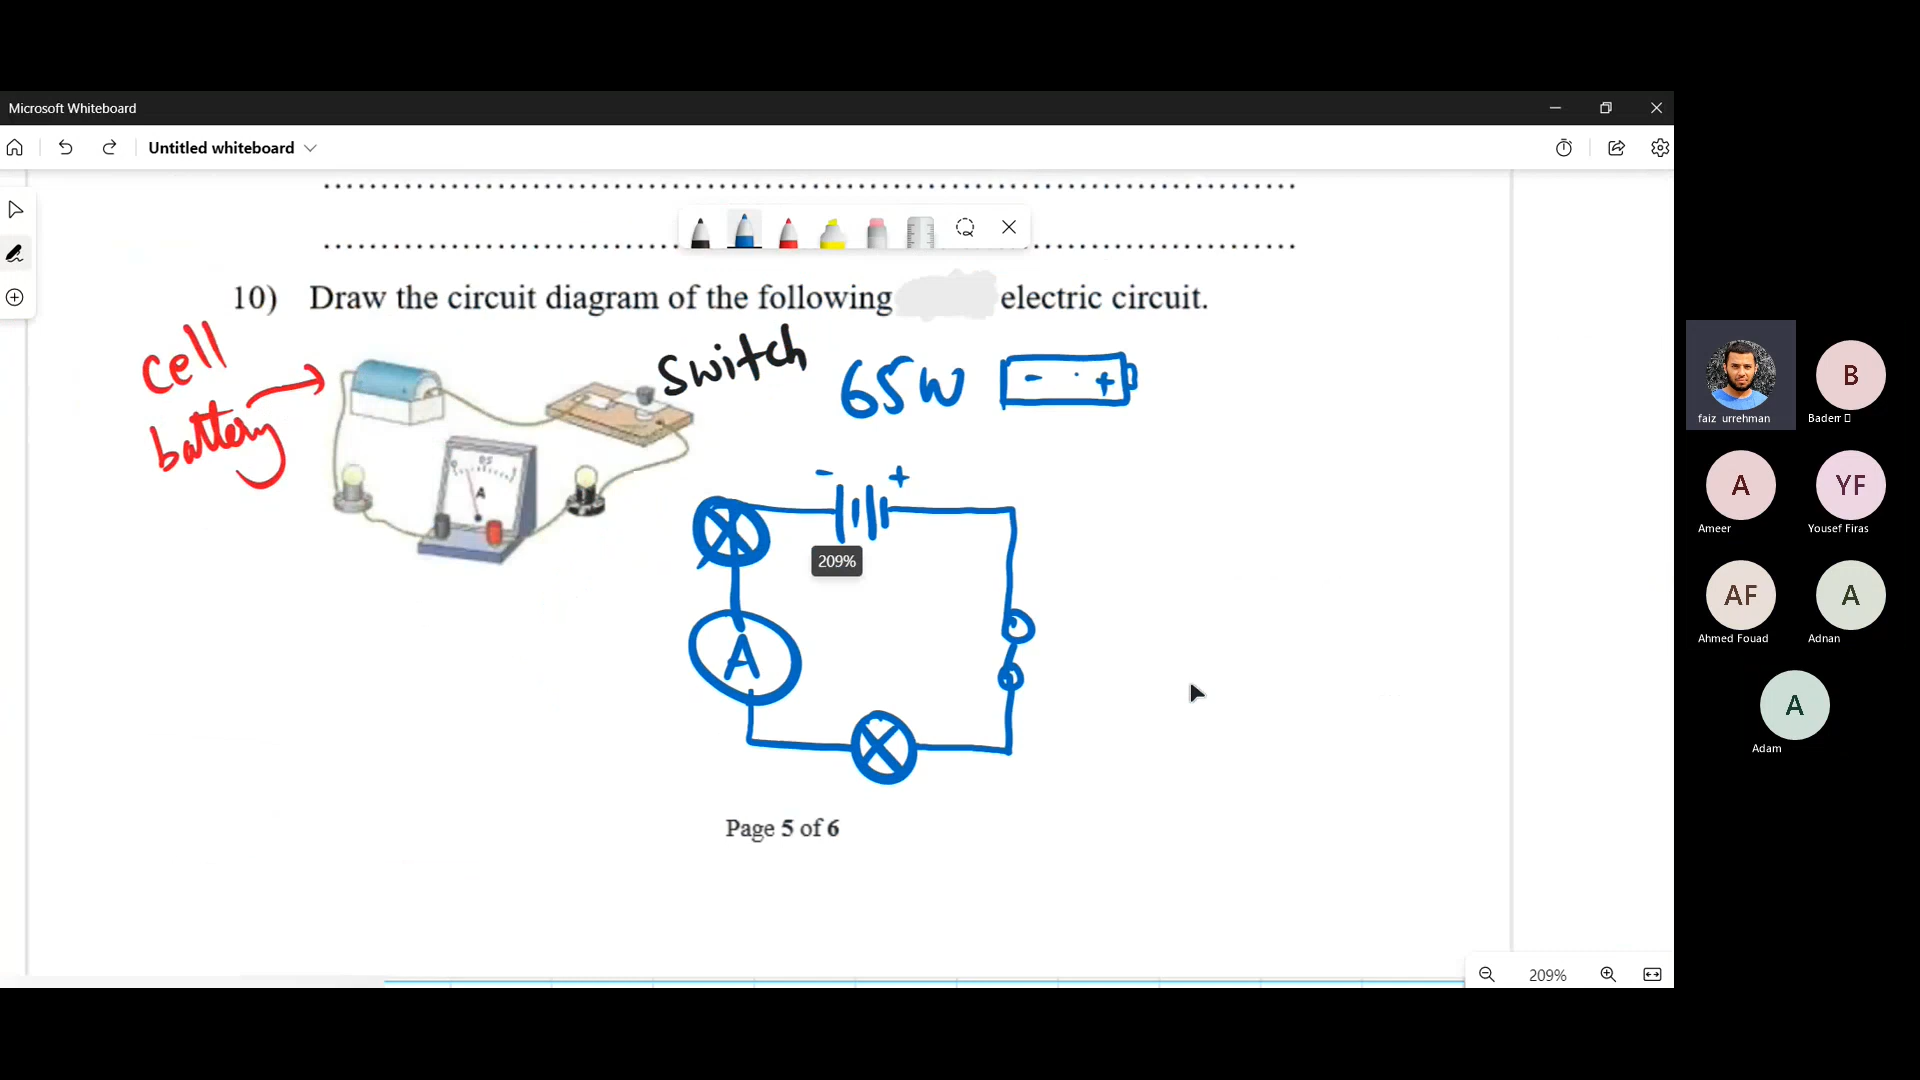 Microsoft Whiteboard
Untitled whiteboard
10) Draw the circuit diagram of the following electric circuit.
cell
battery
switch
65W
- +
- +
A
A
209%
Page 5 of 6
209%
faiz urrehman
B
Baderr
A
Ameer
YF
Yousef Firas
AF
Ahmed Fouad
A
Adnan
A
Adam